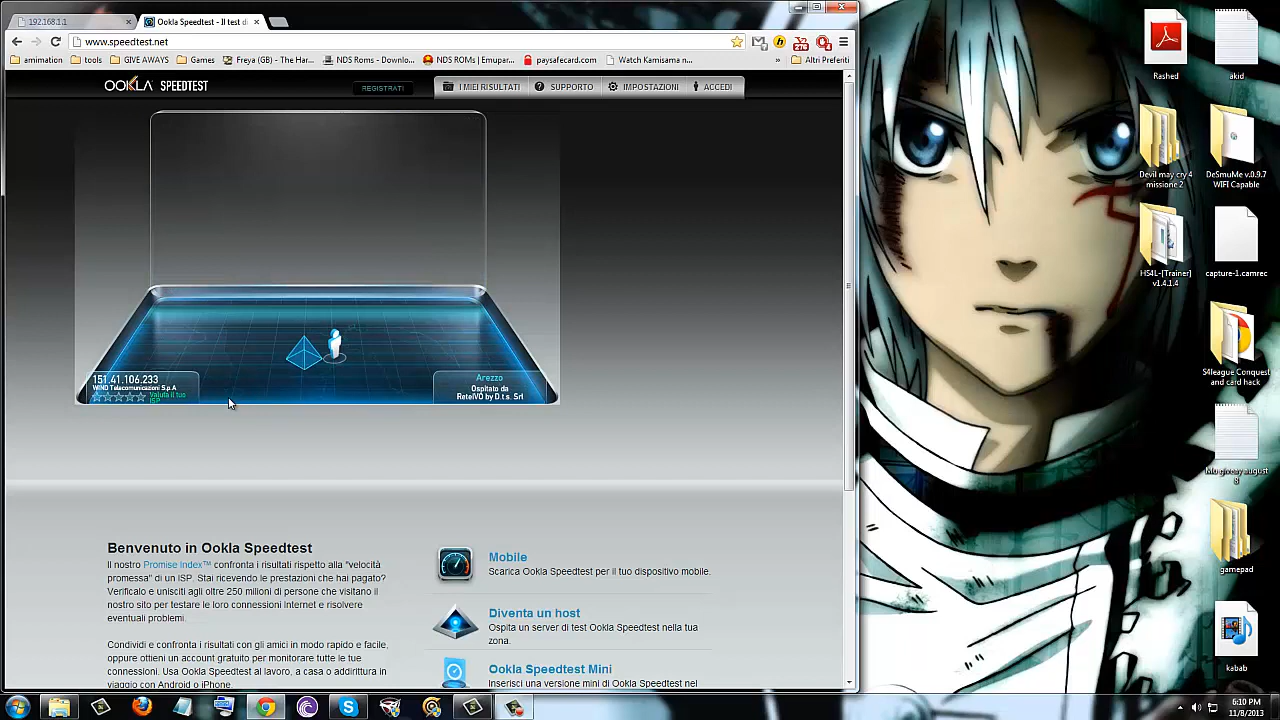 192.168.1.1
Ookla Speedtest - Il test di
www.speedtest.net
276
animation
tools
GIVE AWAYS
Games
Freya (GB) - The Har...
NDS Roms - Downlo...
NDS ROMs | Emupar...
paysafecard.com
Watch Kamisama n...
»
Altri Preferiti
OOKLA SPEEDTEST
REGISTRATI
I MIEI RISULTATI
SUPPORTO
IMPOSTAZIONI
ACCEDI
151.41.106.233
WIND Telecomunicazioni S.p.A
Valuta il tuo
ISP
Arezzo
Ospitato da
ReteIVO by D.t.s. Srl
Benvenuto in Ookla Speedtest
Il nostro Promise Index™ confronta i risultati rispetto alla "velocità
promessa" di un ISP. Stai ricevendo le prestazioni che hai pagato?
Verificalo e unisciti agli oltre 250 milioni di persone che visitano il
nostro sito per testare le loro connessioni Internet e risolvere
eventuali problemi.
Condividi e confronta i risultati con gli amici in modo rapido e facile,
oppure ottieni un account gratuito per monitorare tutte le tue
connessioni. Usa Ookla Speedtest al lavoro, a casa o addirittura in
viaggio con Android o iPhone.
Mobile
Scarica Ookla Speedtest per il tuo dispositivo mobile.
Diventa un host
Ospita un server di test Ookla Speedtest nella tua
zona.
Ookla Speedtest Mini
Inserisci una versione mini di Ookla Speedtest nel
Rashed
akid
Devil may cry 4
missione 2
DeSmuMe v.0.9.7
WIFI Capable
HS4L-[Trainer]
v1.4.1.4
capture-1.camrec
S4league Conquest
and card hack
8
gamepad
kabab
6:10 PM
11/8/2013